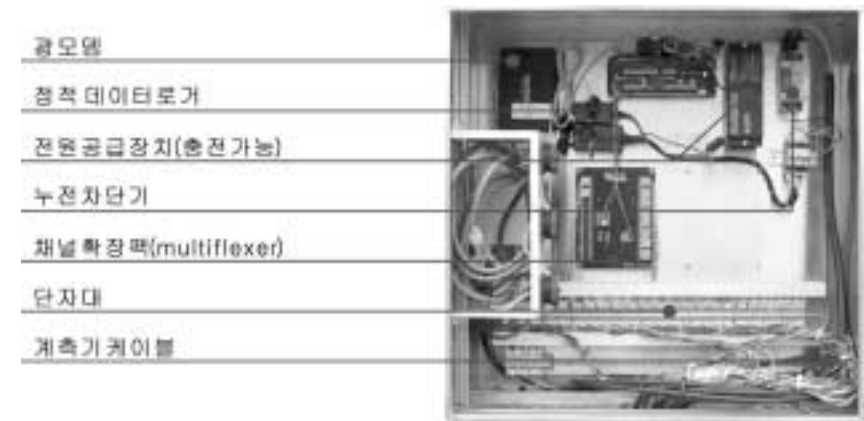 광모뎀
정적 데이터로거
전원공급장치(충전가능)
누전차단기
채널확장팩(multiflexer)
단자대
계측기케이블